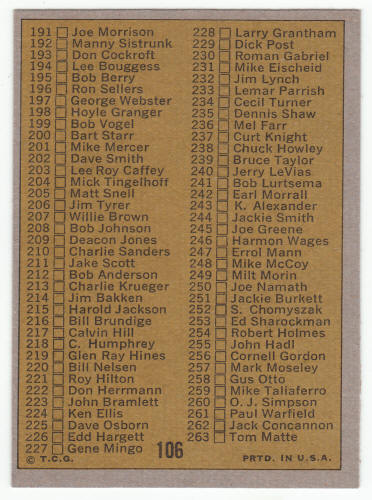 191 Joe Morrison
192 Manny Sistrunk
193 Don Cockroft
194 Lee Bouggess
195 Bob Berry
196 Ron Sellers
197 George Webster
198 Hoyle Granger
199 Bob Vogel
200 Bart Starr
201 Mike Mercer
202 Dave Smith
203 Lee Roy Caffey
204 Mick Tingelhoff
205 Matt Snell
206 Jim Tyrer
207 Willie Brown
208 Bob Johnson
209 Deacon Jones
210 Charlie Sanders
211 Jake Scott
212 Bob Anderson
213 Charlie Krueger
214 Jim Bakken
215 Harold Jackson
216 Bill Brundige
217 Calvin Hill
218 C. Humphrey
219 Glen Ray Hines
220 Bill Nelsen
221 Roy Hilton
222 Don Herrmann
223 John Bramlett
224 Ken Ellis
225 Dave Osborn
226 Edd Hargett
227 Gene Mingo
228 Larry Grantham
229 Dick Post
230 Roman Gabriel
231 Mike Eischeid
232 Jim Lynch
233 Lemar Parrish
234 Cecil Turner
235 Dennis Shaw
236 Mel Farr
237 Curt Knight
238 Chuck Howley
239 Bruce Taylor
240 Jerry LeVias
241 Bob Lurtsema
242 Earl Morrall
243 K. Alexander
244 Jackie Smith
245 Joe Greene
246 Harmon Wages
247 Errol Mann
248 Mike McCoy
249 Milt Morin
250 Joe Namath
251 Jackie Burkett
252 S. Chomyszak
253 Ed Sharockman
254 Robert Holmes
255 John Hadl
256 Cornell Gordon
257 Mark Moseley
258 Gus Otto
259 Mike Taliaferro
260 O. J. Simpson
261 Paul Warfield
262 Jack Concannon
263 Tom Matte
© T.C.G. 106 PRTD. IN U.S.A.